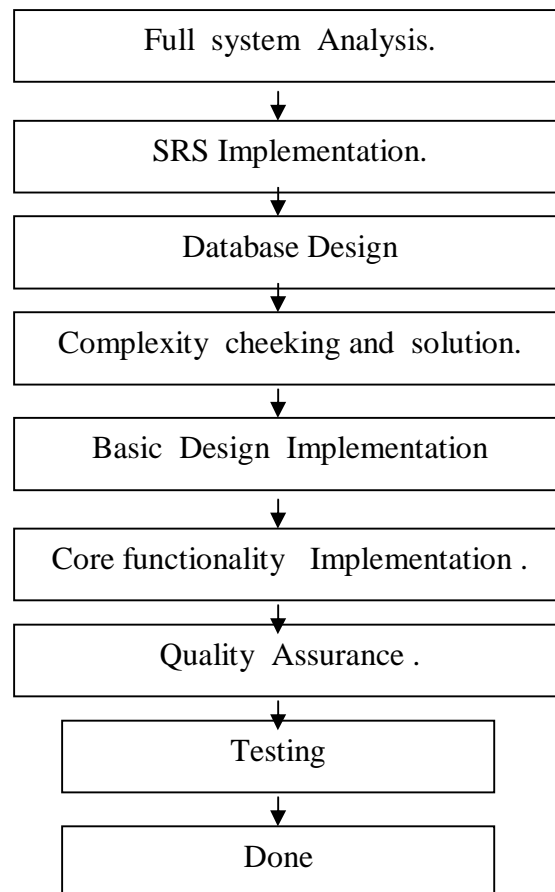 Full system Analysis.
SRS Implementation.
Database Design
Complexity cheeking and solution.
Basic Design Implementation
Core functionality Implementation .
Quality Assurance .
Testing
Done